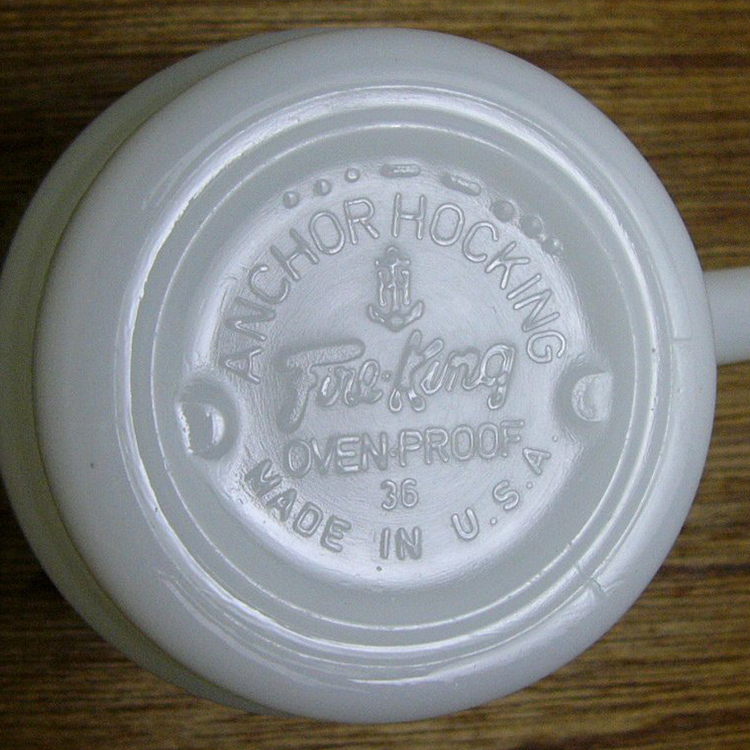 ANCHOR HOCKING
Fire-King
OVEN-PROOF
36
MADE IN U.S.A.